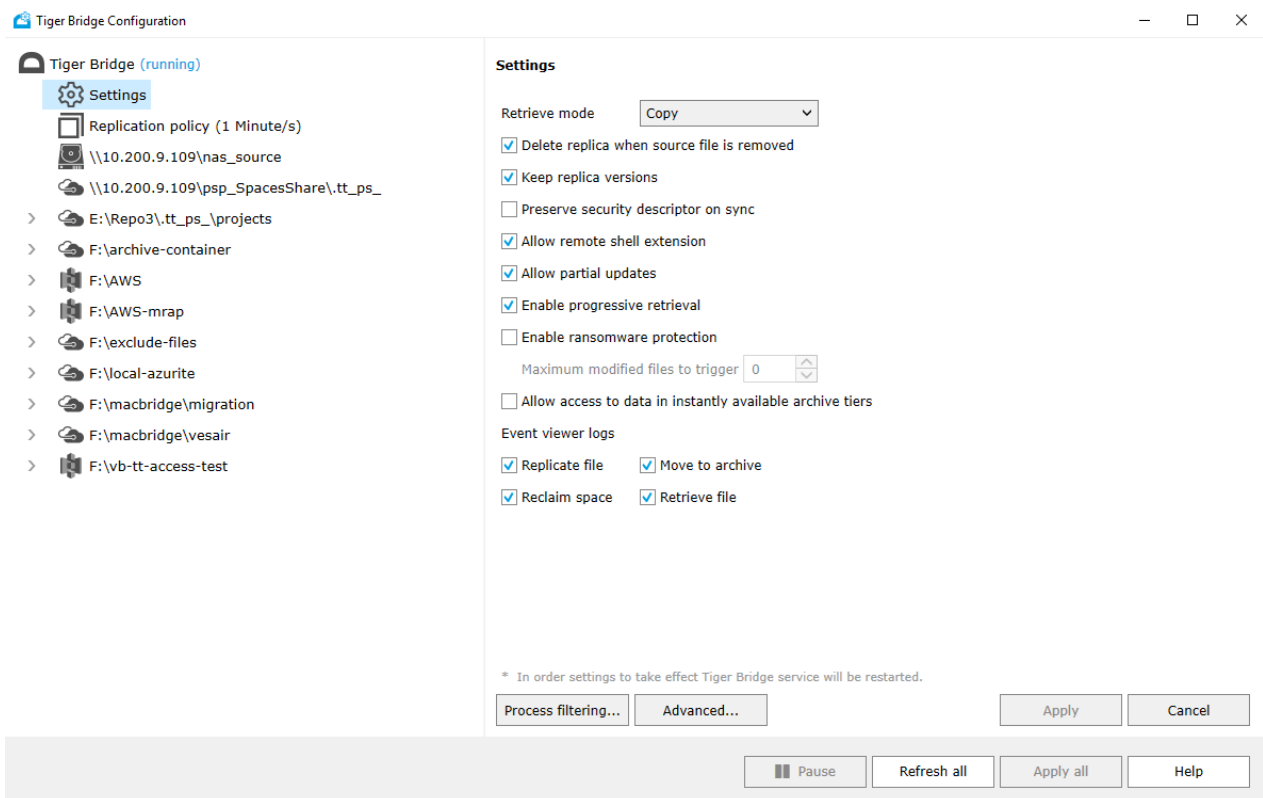 Tiger Bridge Configuration
Tiger Bridge (running)
Settings
Replication policy (1 Minute/s)
\\10.200.9.109\nas_source
\\10.200.9.109\psp_SpacesShare\.tt_ps_
E:\Repo3\.tt_ps_\projects
F:\archive-container
F:\AWS
F:\AWS-mrap
F:\exclude-files
F:\local-azurite
F:\macbridge\migration
F:\macbridge\vesair
F:\vb-tt-access-test
Settings
Retrieve mode Copy
Delete replica when source file is removed
Keep replica versions
Preserve security descriptor on sync
Allow remote shell extension
Allow partial updates
Enable progressive retrieval
Enable ransomware protection
Maximum modified files to trigger 0
Allow access to data in instantly available archive tiers
Event viewer logs
Replicate file Move to archive
Reclaim space Retrieve file
* In order settings to take effect Tiger Bridge service will be restarted.
Process filtering... Advanced... Apply Cancel
Pause Refresh all Apply all Help